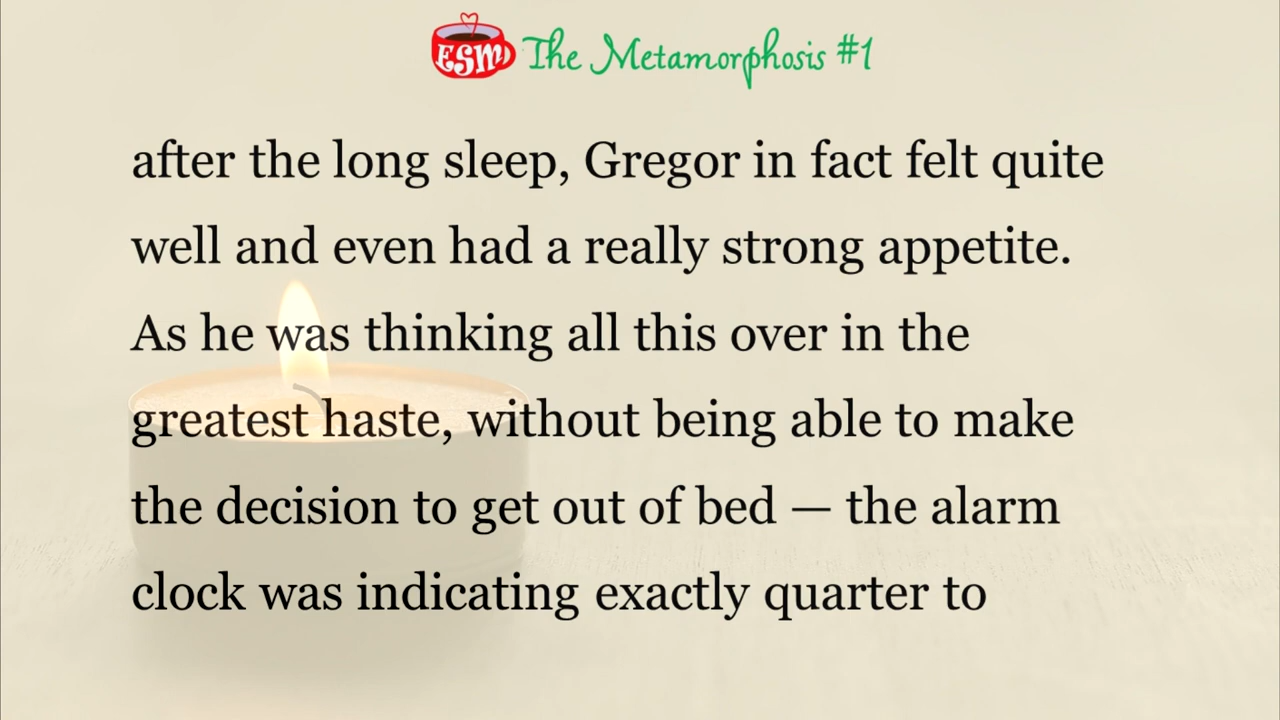 ESM The Metamorphosis #1
after the long sleep, Gregor in fact felt quite
well and even had a really strong appetite.
As he was thinking all this over in the
greatest haste, without being able to make
the decision to get out of bed — the alarm
clock was indicating exactly quarter to